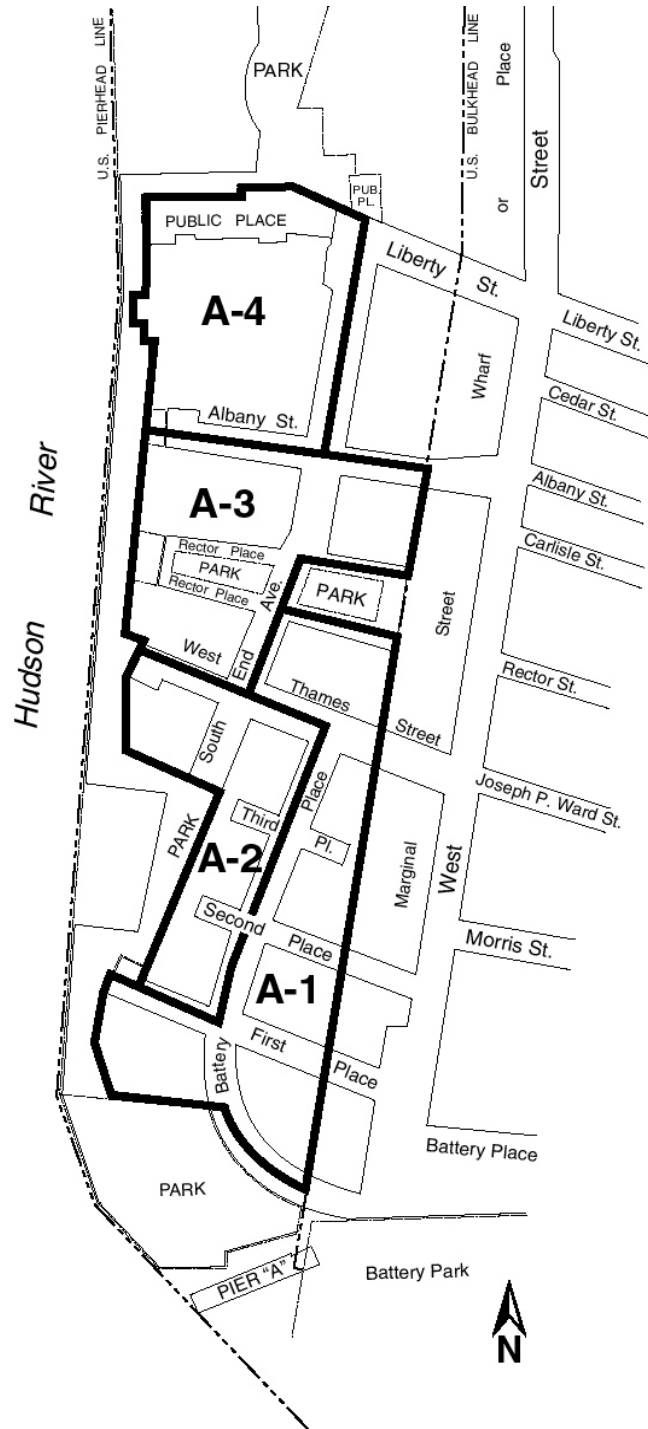 U.S. PIERHEAD LINE
PARK
U.S. BULKHEAD LINE
Place
or
Street
PUB.
PL.
PUBLIC PLACE
Liberty St.
Liberty St.
A-4
Wharf
Cedar St.
Albany St.
Hudson River
A-3
Albany St.
Rector Place
Carlisle St.
PARK
Rector Place
Ave.
PARK
Street
West
End
Rector St.
Thames Street
South
Place
Joseph P. Ward St.
PARK
Third Pl.
A-2
Marginal
West
Second Place
Morris St.
A-1
First Place
Battery
Battery Place
PARK
PIER "A"
Battery Park
N